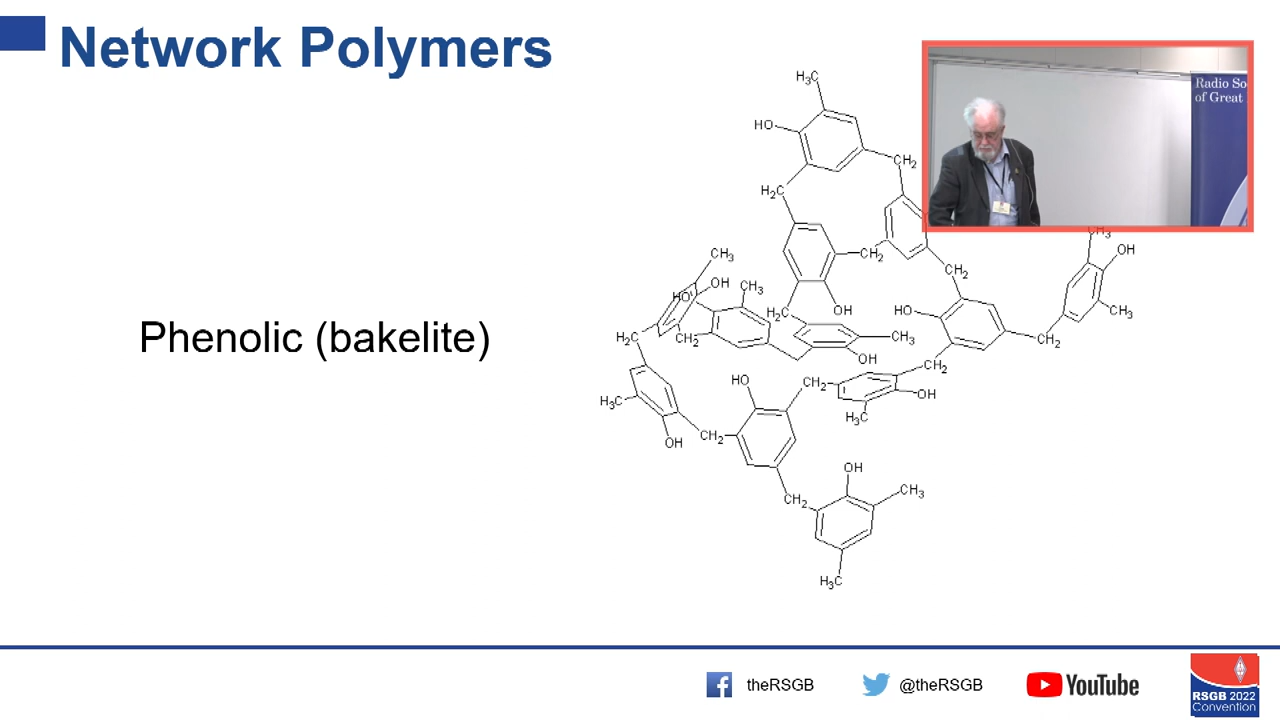 Network Polymers
Radio So
of Great
H₃C
HO
CH₂
H₂C
CH₃
OH
CH₃
CH₂
CH₂
OH
CH₃
HO
CH₃
H₂C
OH
HO
CH₃
Phenolic (bakelite)
H₂C
CH₂
CH₃
CH₂
OH
CH₂
HO
CH₂
OH
H₃C
H₃C
OH
CH₂
OH
CH₃
CH₂
H₃C
theRSGB
@theRSGB
YouTube
RSGB 2022
Convention